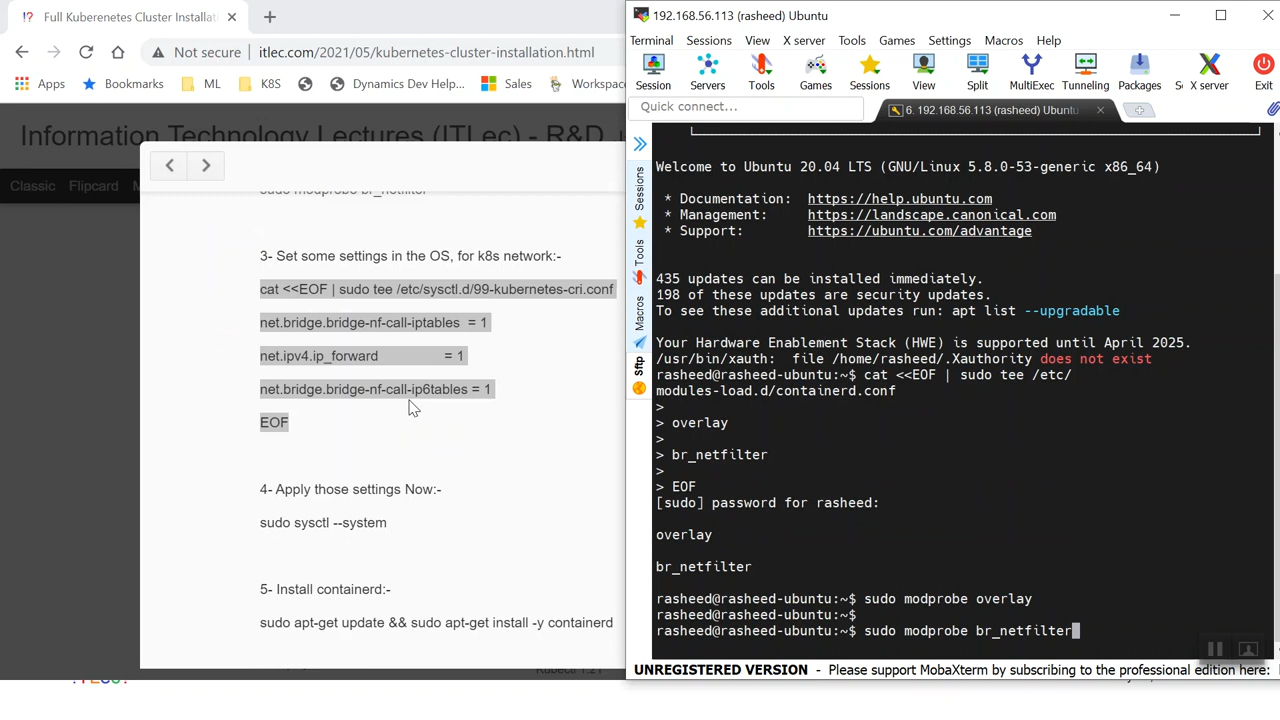 Full Kuberenetes Cluster Installati
Not secure | itlec.com/2021/05/kubernetes-cluster-installation.html
Apps
Bookmarks
ML
K8S
Dynamics Dev Help...
Sales
Workspac
Information Technology Lectures (ITLec) - R&D
Classic
Flipcard
sudo modprobe br_netfilter
3- Set some settings in the OS, for k8s network:-
cat <<EOF | sudo tee /etc/sysctl.d/99-kubernetes-cri.conf
net.bridge.bridge-nf-call-iptables = 1
net.ipv4.ip_forward = 1
net.bridge.bridge-nf-call-ip6tables = 1
EOF
4- Apply those settings Now:-
sudo sysctl --system
5- Install containerd:-
sudo apt-get update && sudo apt-get install -y containerd
192.168.56.113 (rasheed) Ubuntu
Terminal Sessions View X server Tools Games Settings Macros Help
Session Servers Tools Games Sessions View Split MultiExec Tunneling Packages X server Exit
Quick connect...
6. 192.168.56.113 (rasheed) Ubuntu
Sessions
Tools
Macros
Sftp
Welcome to Ubuntu 20.04 LTS (GNU/Linux 5.8.0-53-generic x86_64)
* Documentation: https://help.ubuntu.com
* Management: https://landscape.canonical.com
* Support: https://ubuntu.com/advantage
435 updates can be installed immediately.
198 of these updates are security updates.
To see these additional updates run: apt list --upgradable
Your Hardware Enablement Stack (HWE) is supported until April 2025.
/usr/bin/xauth: file /home/rasheed/.Xauthority does not exist
rasheed@rasheed-ubuntu:~$ cat <<EOF | sudo tee /etc/
modules-load.d/containerd.conf
>
> overlay
>
> br_netfilter
>
> EOF
[sudo] password for rasheed:
overlay
br_netfilter
rasheed@rasheed-ubuntu:~$ sudo modprobe overlay
rasheed@rasheed-ubuntu:~$
rasheed@rasheed-ubuntu:~$ sudo modprobe br_netfilter
UNREGISTERED VERSION - Please support MobaXterm by subscribing to the professional edition here: